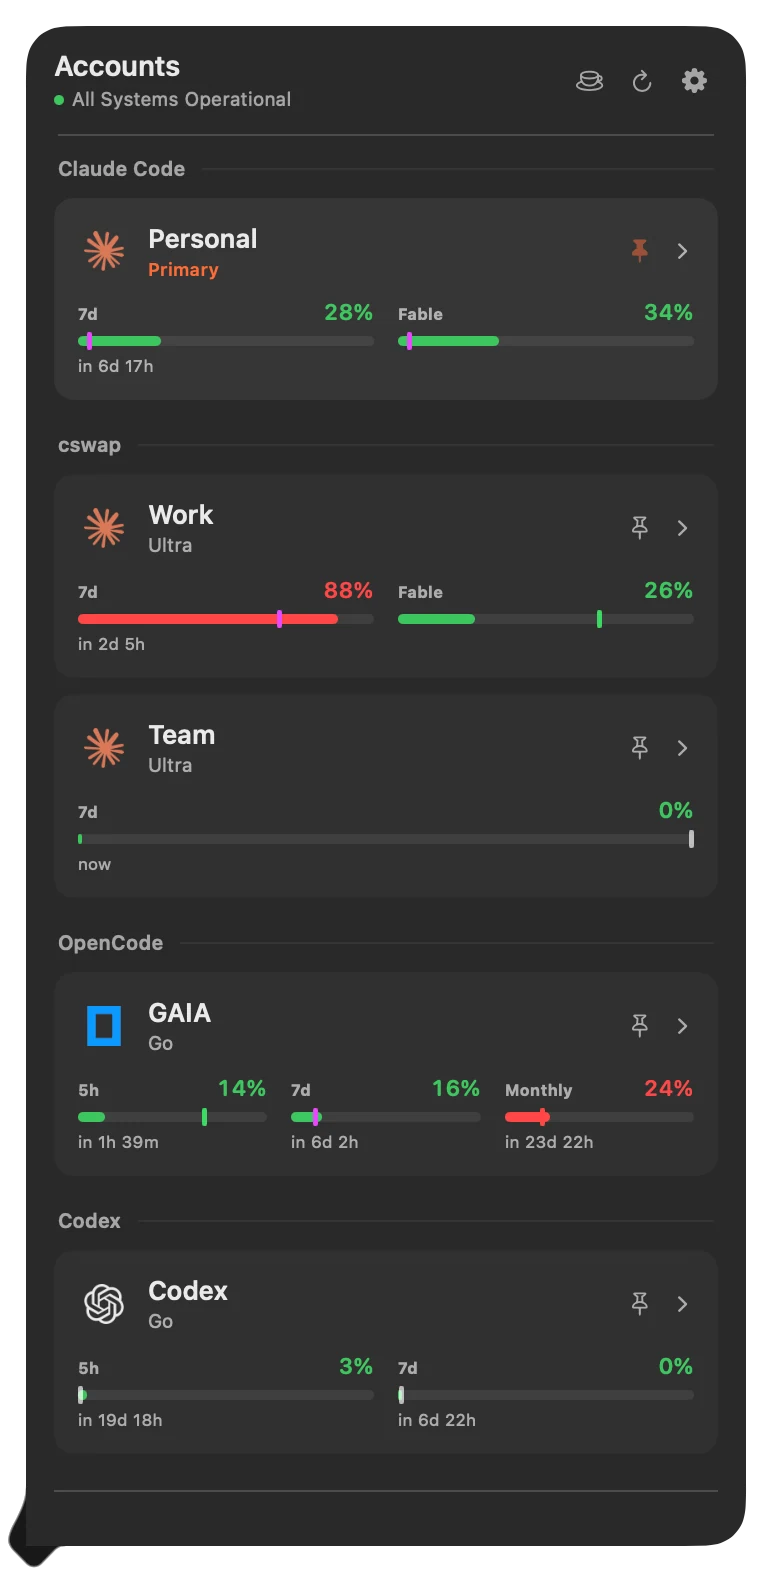 Accounts
All Systems Operational
Claude Code
Personal
Primary
7d 28% Fable 34%
in 6d 17h
cswap
Work
Ultra
7d 88% Fable 26%
in 2d 5h
Team
Ultra
7d 0%
now
OpenCode
GAIA
Go
5h 14% 7d 16% Monthly 24%
in 1h 39m in 6d 2h in 23d 22h
Codex
Codex
Go
5h 3% 7d 0%
in 19d 18h in 6d 22h